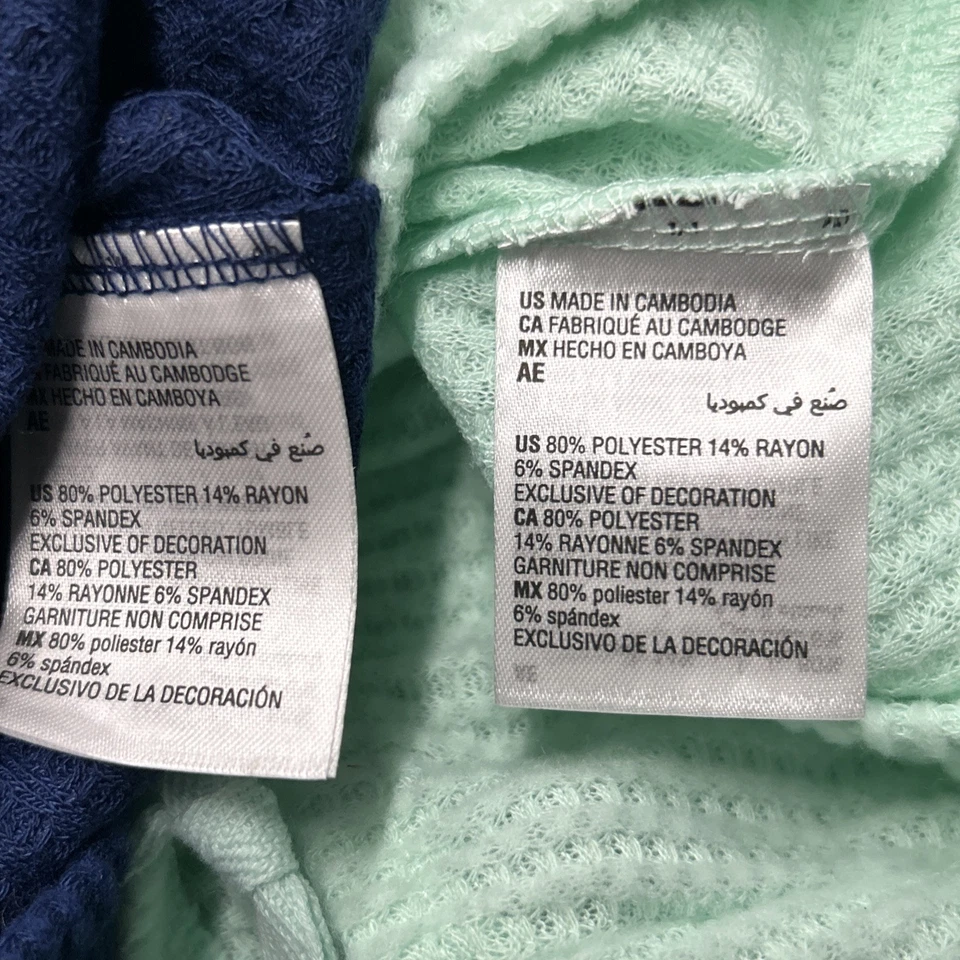 MADE IN CAMBODIA
FABRIQUÉ AU CAMBODGE
MX HECHO EN CAMBOYA
AE
صُنع في كمبوديا
US 80% POLYESTER 14% RAYON
6% SPANDEX
EXCLUSIVE OF DECORATION
CA 80% POLYESTER
14% RAYONNE 6% SPANDEX
GARNITURE NON COMPRISE
MX 80% poliester 14% rayón
6% spándex
EXCLUSIVO DE LA DECORACIÓN
US MADE IN CAMBODIA
CA FABRIQUÉ AU CAMBODGE
MX HECHO EN CAMBOYA
AE
صُنع في كمبوديا
US 80% POLYESTER 14% RAYON
6% SPANDEX
EXCLUSIVE OF DECORATION
CA 80% POLYESTER
14% RAYONNE 6% SPANDEX
GARNITURE NON COMPRISE
MX 80% poliester 14% rayón
6% spándex
EXCLUSIVO DE LA DECORACIÓN